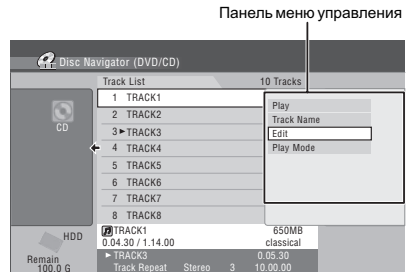 Панель меню управления
Disc Navigator (DVD/CD)
Track List 10 Tracks
1 TRACK1
2 TRACK2
3 TRACK3
4 TRACK4
5 TRACK5
6 TRACK6
7 TRACK7
8 TRACK8
CD
Play
Track Name
Edit
Play Mode
TRACK1 650MB
0.04.30 / 1.14.00 classical
TRACK3 0.05.30
Track Repeat Stereo 3 10.00.00
HDD
Remain
100.0 G